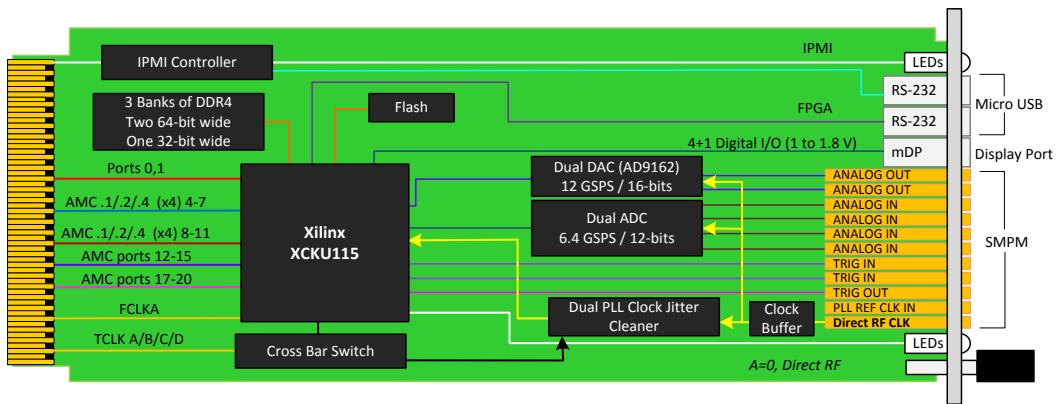 IPMI
IPMI Controller
LEDs
RS-232
Micro USB
3 Banks of DDR4
Two 64-bit wide
One 32-bit wide
Flash
FPGA
RS-232
4+1 Digital I/O (1 to 1.8 V)
mDP
Display Port
Ports 0,1
Dual DAC (AD9162)
12 GSPS / 16-bits
ANALOG OUT
ANALOG OUT
AMC .1/.2/.4 (x4) 4-7
Dual ADC
6.4 GSPS / 12-bits
ANALOG IN
ANALOG IN
ANALOG IN
ANALOG IN
SMPM
Xilinx
XCKU115
AMC .1/.2/.4 (x4) 8-11
AMC ports 12-15
AMC ports 17-20
TRIG IN
TRIG IN
TRIG OUT
FCLKA
Dual PLL Clock Jitter
Cleaner
Clock
Buffer
PLL REF CLK IN
Direct RF CLK
TCLK A/B/C/D
Cross Bar Switch
LEDs
A=0, Direct RF